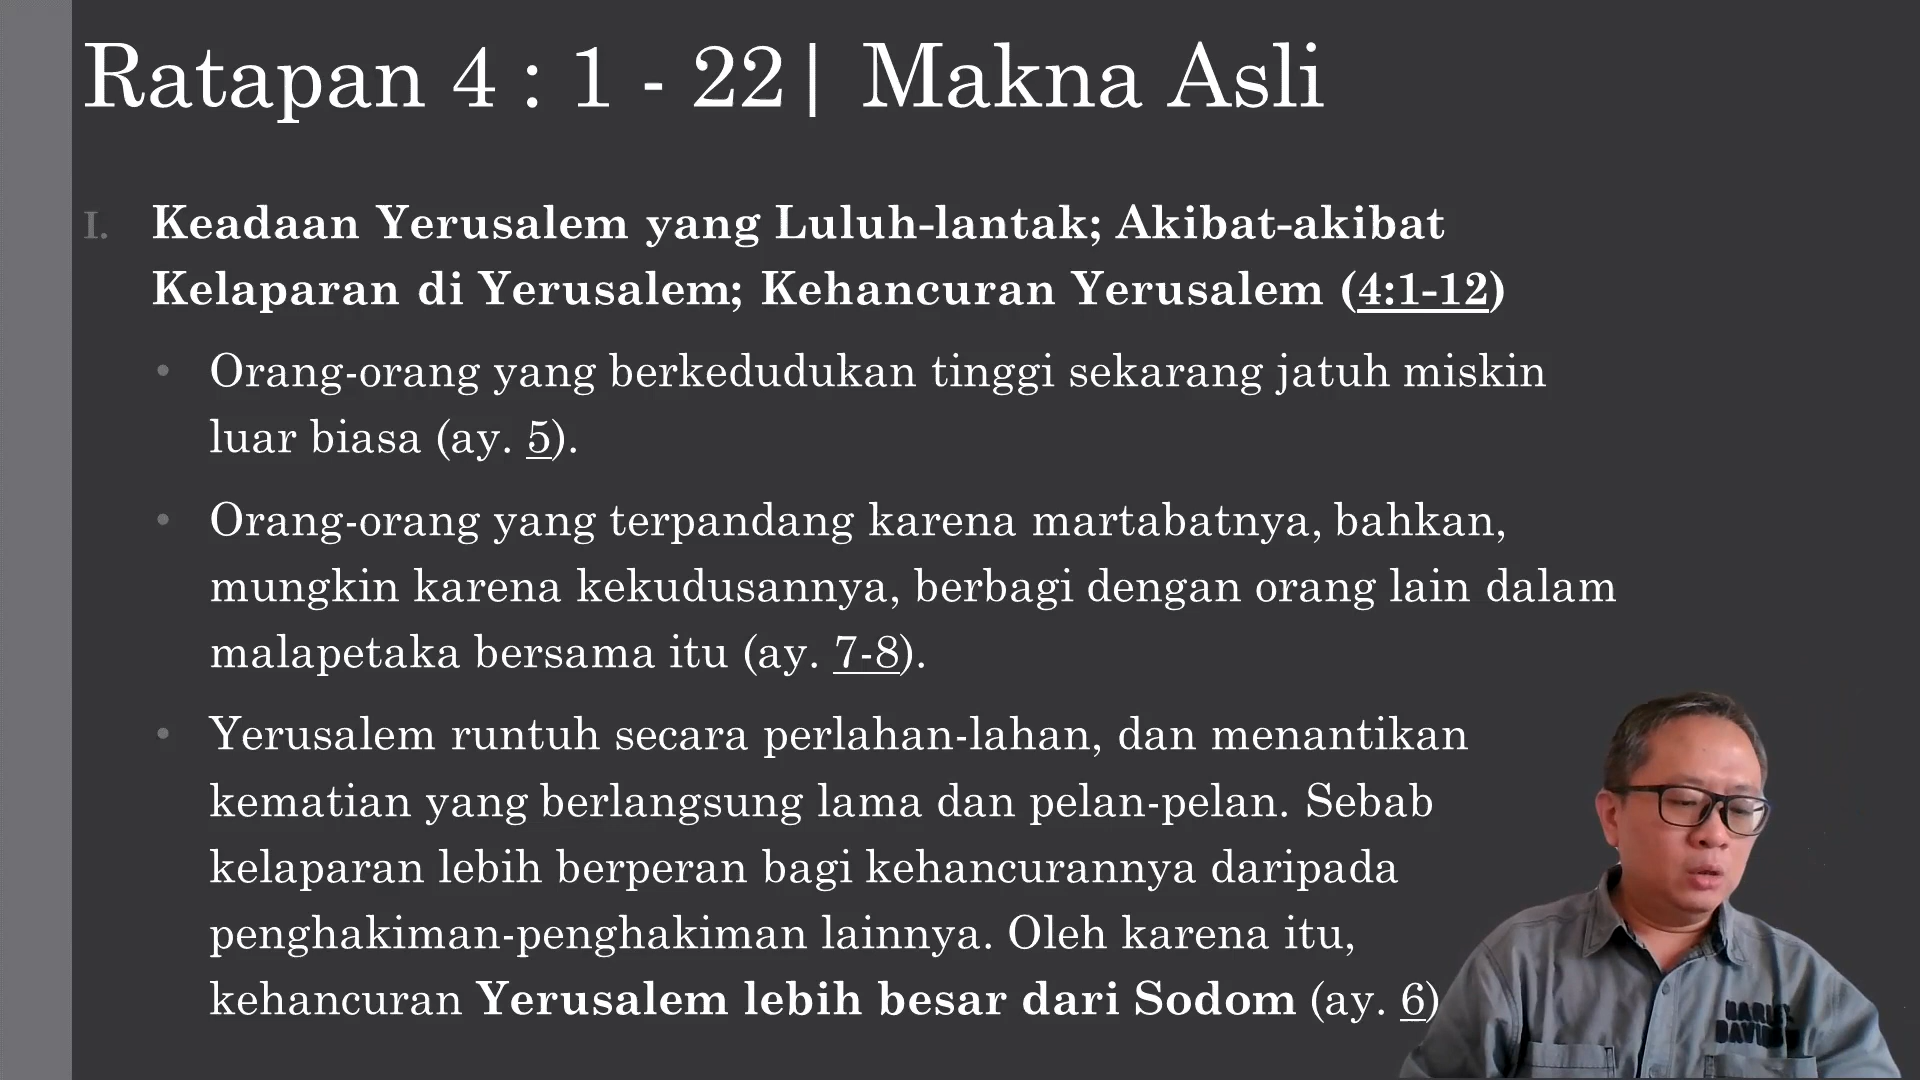 Ratapan 4 : 1 - 22| Makna Asli
I. Keadaan Yerusalem yang Luluh-lantak; Akibat-akibat
Kelaparan di Yerusalem; Kehancuran Yerusalem (4:1-12)
• Orang-orang yang berkedudukan tinggi sekarang jatuh miskin
luar biasa (ay. 5).
• Orang-orang yang terpandang karena martabatnya, bahkan,
mungkin karena kekudusannya, berbagi dengan orang lain dalam
malapetaka bersama itu (ay. 7-8).
• Yerusalem runtuh secara perlahan-lahan, dan menantikan
kematian yang berlangsung lama dan pelan-pelan. Sebab
kelaparan lebih berperan bagi kehancurannya daripada
penghakiman-penghakiman lainnya. Oleh karena itu,
kehancuran Yerusalem lebih besar dari Sodom (ay. 6)